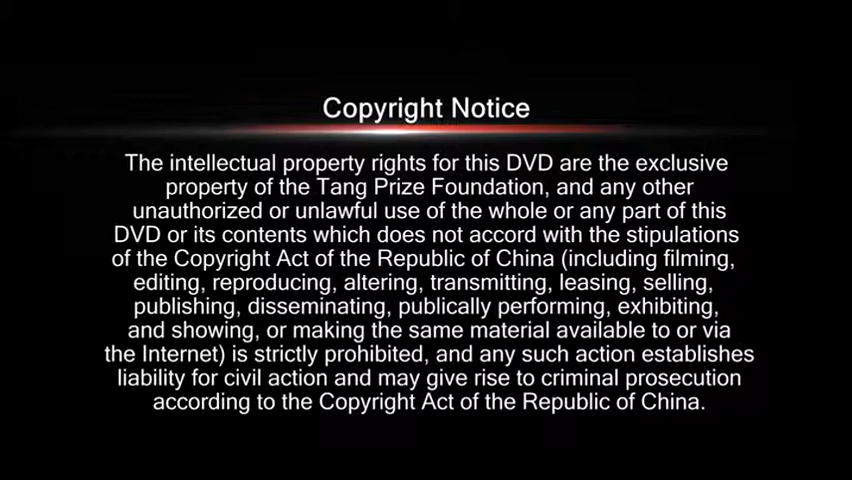 Copyright Notice
The intellectual property rights for this DVD are the exclusive
property of the Tang Prize Foundation, and any other
unauthorized or unlawful use of the whole or any part of this
DVD or its contents which does not accord with the stipulations
of the Copyright Act of the Republic of China (including filming,
editing, reproducing, altering, transmitting, leasing, selling,
publishing, disseminating, publically performing, exhibiting,
and showing, or making the same material available to or via
the Internet) is strictly prohibited, and any such action establishes
liability for civil action and may give rise to criminal prosecution
according to the Copyright Act of the Republic of China.